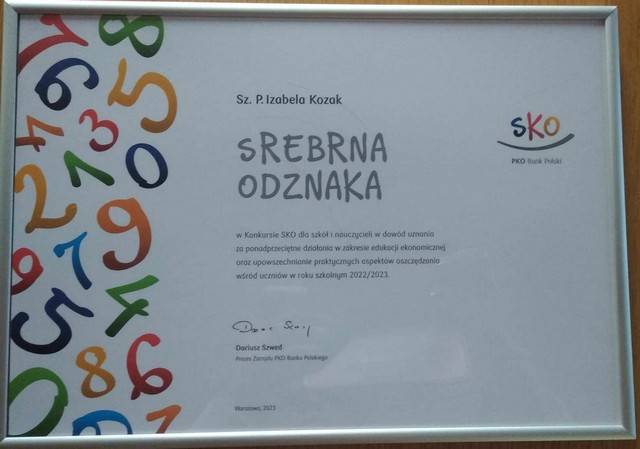 Sz. P. Izabela Kozak
SKO
PKO Bank Polski
SREBRNA
ODZNAKA
w Konkursie SKO dla szkół i nauczycieli w dowód uznania
za ponadprzeciętne działania w zakresie edukacji ekonomicznej
oraz upowszechnianie praktycznych aspektów oszczędzania
wśród uczniów w roku szkolnym 2022/2023.
Dariusz Szwed
Prezes Zarządu PKO Banku Polskiego
Warszawa, 2023